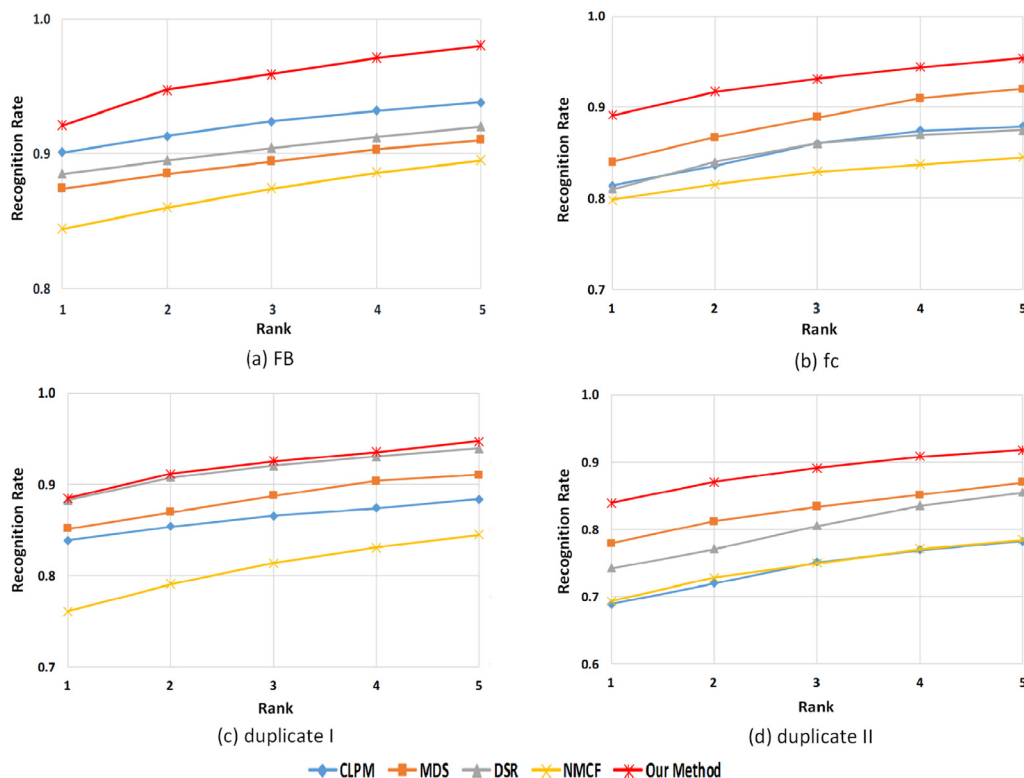 1.0
0.9
0.8
Recognition Rate
1 2 3 4 5
Rank
(a) FB
1.0
0.9
0.8
0.7
Recognition Rate
1 2 3 4 5
Rank
(b) fc
1.0
0.9
0.8
0.7
Recognition Rate
1 2 3 4 5
Rank
(c) duplicate I
1.0
0.9
0.8
0.7
0.6
Recognition Rate
1 2 3 4 5
Rank
(d) duplicate II
CLPM MDS DSR NMCF Our Method